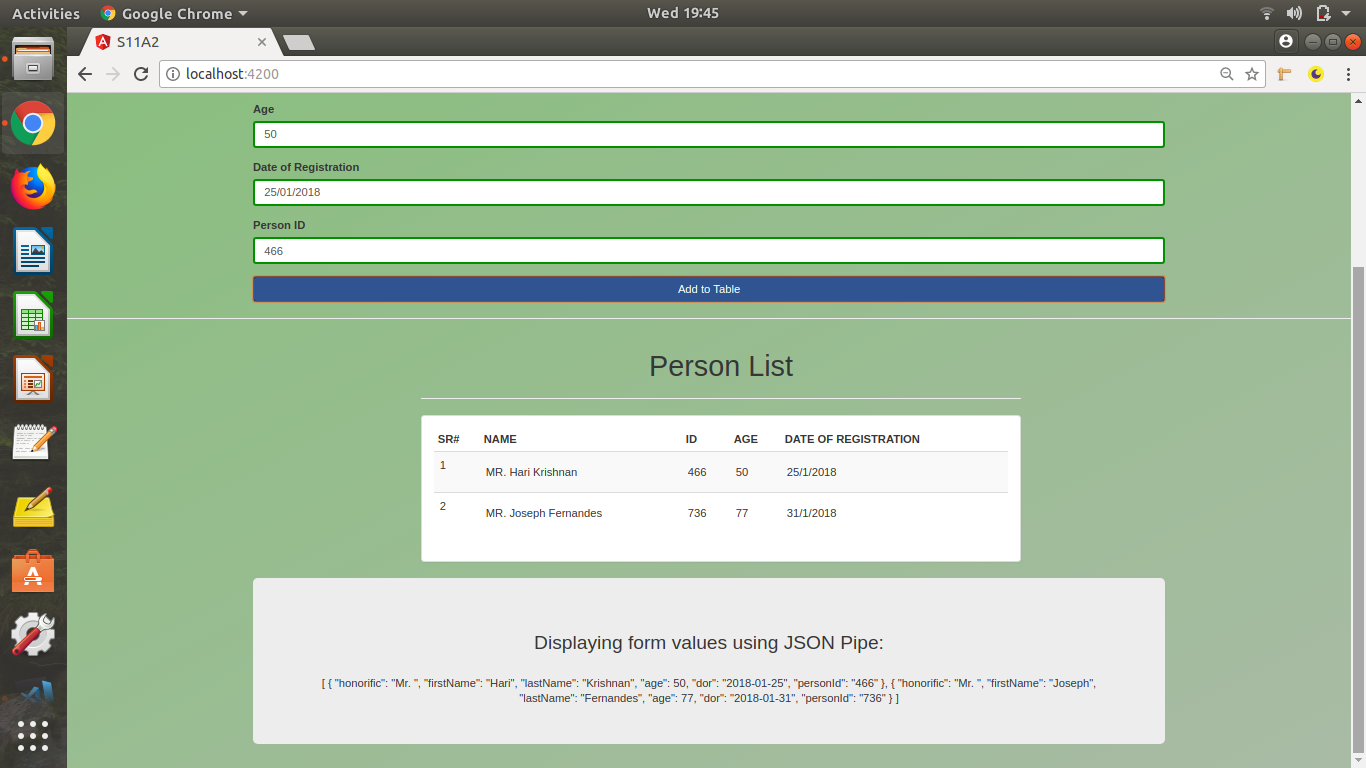 Activities Google Chrome Wed 19:45
S11A2
localhost:4200
Age
50
Date of Registration
25/01/2018
Person ID
466
Add to Table
Person List
SR# NAME ID AGE DATE OF REGISTRATION
1 MR. Hari Krishnan 466 50 25/1/2018
2 MR. Joseph Fernandes 736 77 31/1/2018
Displaying form values using JSON Pipe:
[ { "honorific": "Mr. ", "firstName": "Hari", "lastName": "Krishnan", "age": 50, "dor": "2018-01-25", "personId": "466" }, { "honorific": "Mr. ", "firstName": "Joseph",
"lastName": "Fernandes", "age": 77, "dor": "2018-01-31", "personId": "736" } ]